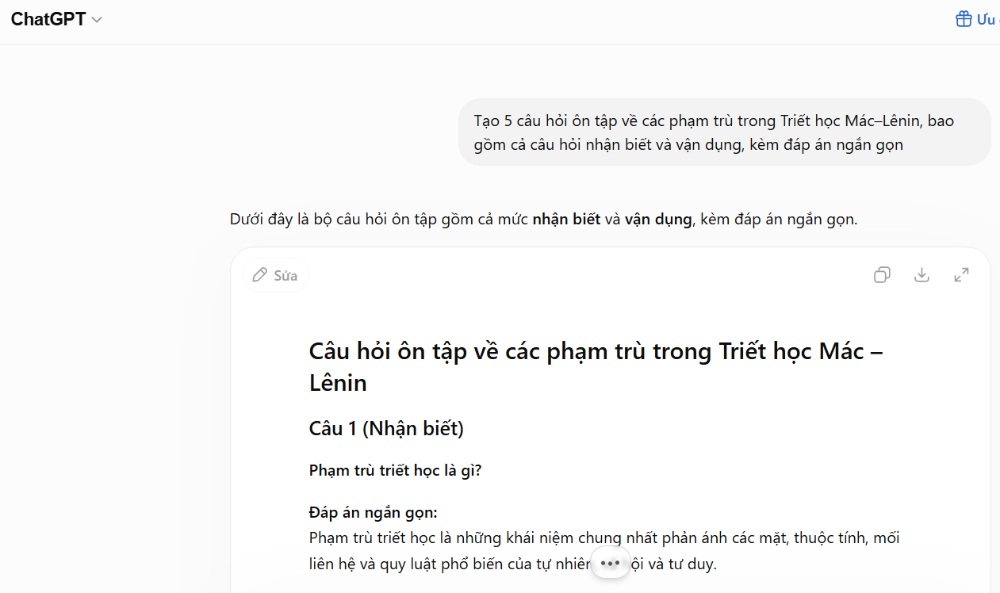 ChatGPT
Ưu
Tạo 5 câu hỏi ôn tập về các phạm trù trong Triết học Mác–Lênin, bao
gồm cả câu hỏi nhận biết và vận dụng, kèm đáp án ngắn gọn
Dưới đây là bộ câu hỏi ôn tập gồm cả mức nhận biết và vận dụng, kèm đáp án ngắn gọn.
Sửa
Câu hỏi ôn tập về các phạm trù trong Triết học Mác –
Lênin
Câu 1 (Nhận biết)
Phạm trù triết học là gì?
Đáp án ngắn gọn:
Phạm trù triết học là những khái niệm chung nhất phản ánh các mặt, thuộc tính, mối
liên hệ và quy luật phổ biến của tự nhiên và tư duy.